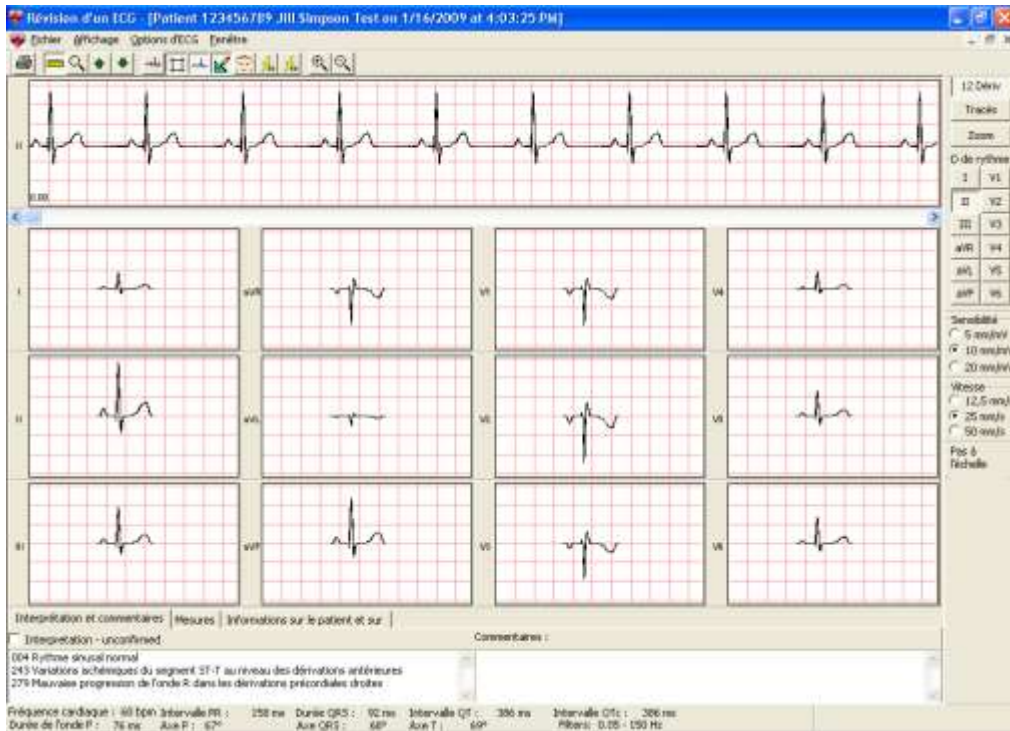 Révision d'un ECG - [Patient 123456789 Jill Simpson Test on 1/16/2009 at 4:03:25 PM]
Fichier Affichage Options d'ECG Fenêtre
12 Dériv
Tracés
Zoom
D de rythme
I V1
II V2
III V3
aVR V4
aVL V5
aVF V6
II
0.00
I aVR V1 V4
II aVL V2 V5
III aVF V3 V6
Sensibilité
5 mm/mV
10 mm/mV
20 mm/mV
Vitesse
12,5 mm/s
25 mm/s
50 mm/s
Pas à
l'échelle
Interprétation et commentaires Mesures Informations sur le patient et sur
Interpretation - unconfirmed Commentaires :
004 Rythme sinusal normal
243 Variations ischémiques du segment ST-T au niveau des dérivations antérieures
279 Mauvaise progression de l'onde R dans les dérivations précordiales droites
Fréquence cardiaque : 60 bpm Intervalle PR : 158 ms Durée QRS : 92 ms Intervalle QT : 386 ms Intervalle QTc : 386 ms
Durée de l'onde P : 76 ms Axe P : 67° Axe QRS : 68° Axe T : 69° Filters: 0.05 - 150 Hz